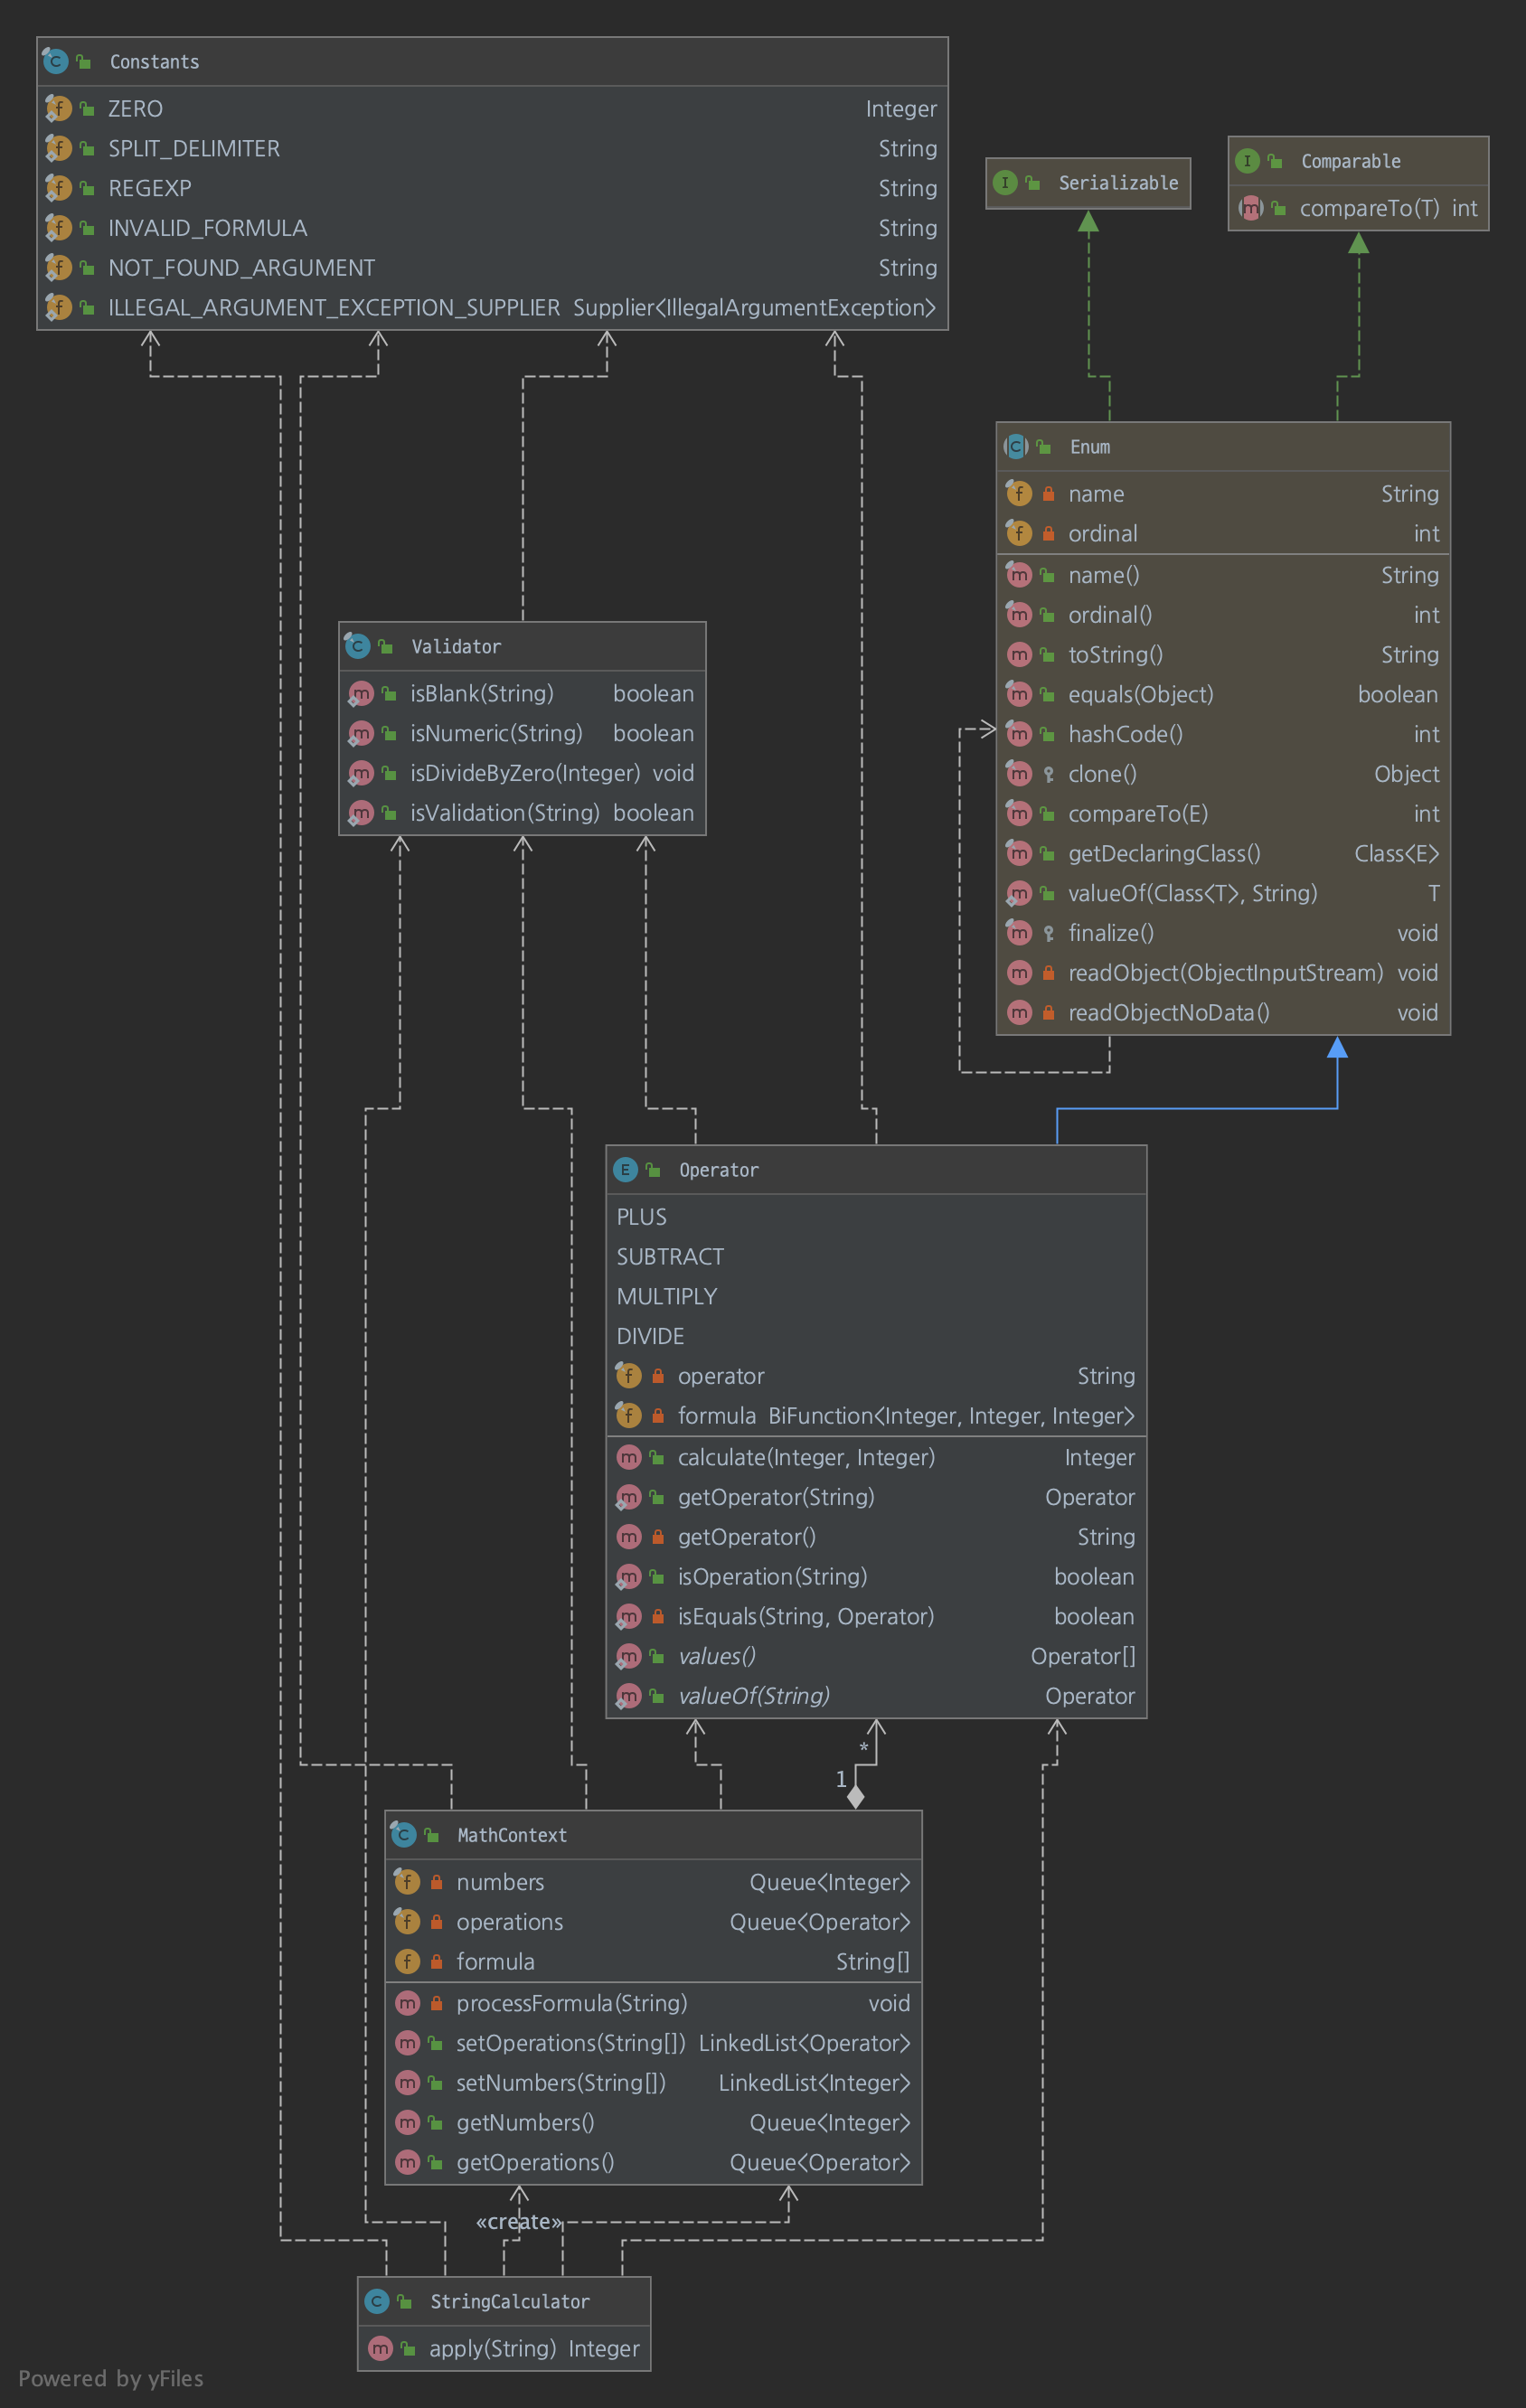 Constants
ZERO Integer
SPLIT_DELIMITER String
REGEXP String
INVALID_FORMULA String
NOT_FOUND_ARGUMENT String
ILLEGAL_ARGUMENT_EXCEPTION_SUPPLIER Supplier<IllegalArgumentException>
Serializable
Comparable
compareTo(T) int
Enum
name String
ordinal int
name() String
ordinal() int
toString() String
equals(Object) boolean
hashCode() int
clone() Object
compareTo(E) int
getDeclaringClass() Class<E>
valueOf(Class<T>, String) T
finalize() void
readObject(ObjectInputStream) void
readObjectNoData() void
Validator
isBlank(String) boolean
isNumeric(String) boolean
isDivideByZero(Integer) void
isValidation(String) boolean
Operator
PLUS
SUBTRACT
MULTIPLY
DIVIDE
operator String
formula BiFunction<Integer, Integer, Integer>
calculate(Integer, Integer) Integer
getOperator(String) Operator
getOperator() String
isOperation(String) boolean
isEquals(String, Operator) boolean
values() Operator[]
valueOf(String) Operator
*
1
MathContext
numbers Queue<Integer>
operations Queue<Operator>
formula String[]
processFormula(String) void
setOperations(String[]) LinkedList<Operator>
setNumbers(String[]) LinkedList<Integer>
getNumbers() Queue<Integer>
getOperations() Queue<Operator>
«create»
StringCalculator
apply(String) Integer
Powered by yFiles